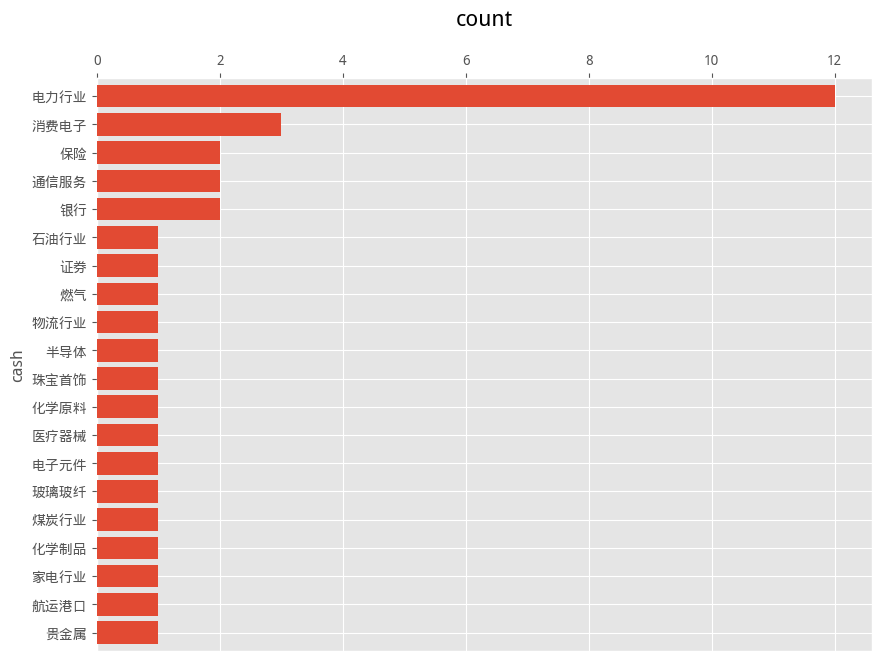 count
0 2 4 6 8 10 12
电力行业
消费电子
保险
通信服务
银行
石油行业
证券
燃气
物流行业
半导体
珠宝首饰
化学原料
医疗器械
电子元件
玻璃玻纤
煤炭行业
化学制品
家电行业
航运港口
贵金属
cash